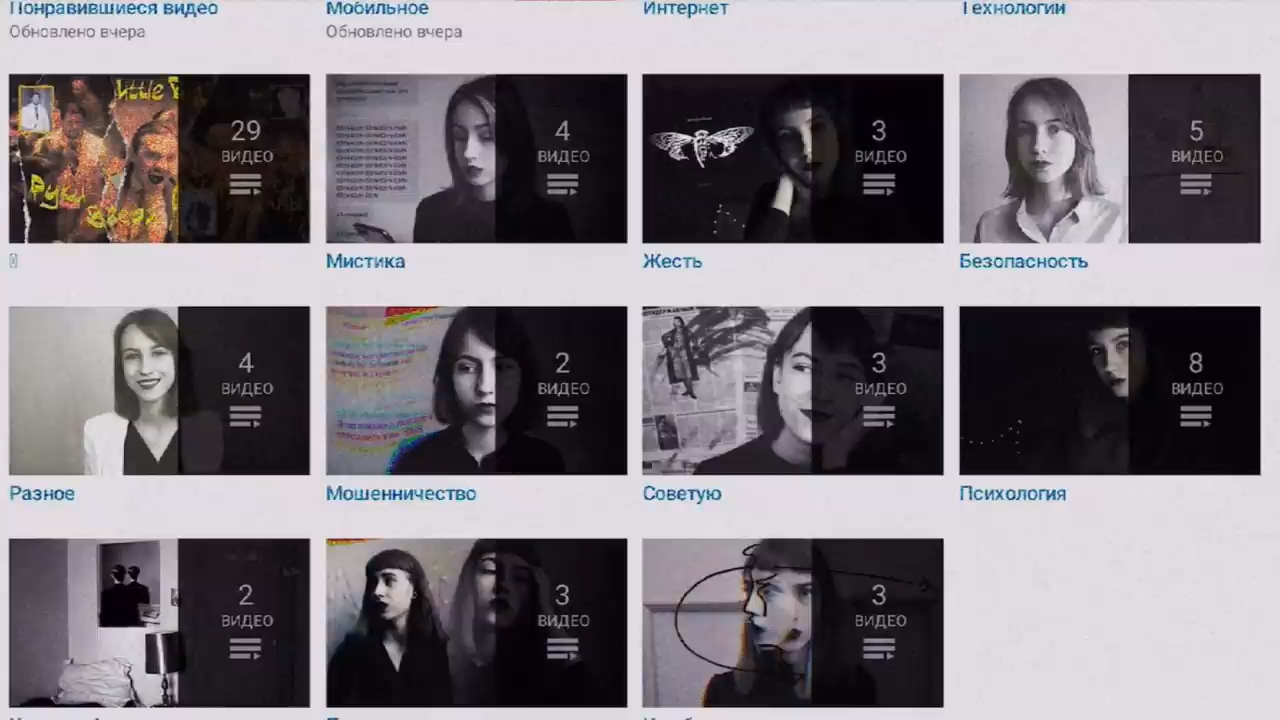 Понравившиеся видео
Мобильное
Интернет
Технологии
Обновлено вчера
Обновлено вчера
little
29
ВИДЕО
4
ВИДЕО
3
ВИДЕО
5
ВИДЕО
Мистика
Жесть
Безопасность
4
ВИДЕО
2
ВИДЕО
3
ВИДЕО
8
ВИДЕО
Разное
Мошенничество
Советую
Психология
2
ВИДЕО
3
ВИДЕО
3
ВИДЕО